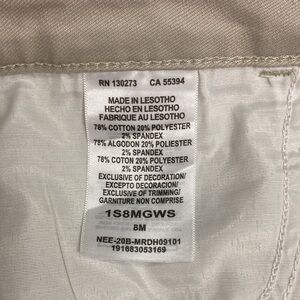 RN 130273 CA 55394
MADE IN LESOTHO
HECHO EN LESOTHO
FABRIQUE AU LESOTHO
78% COTTON 20% POLYESTER
2% SPANDEX
78% ALGODON 20% POLYESTER
2% SPANDEX
78% COTON 20% POLYESTER
2% SPANDEX
EXCLUSIVE OF DECORATION/
EXCEPTO DECORACION/
EXCLUSIVE OF TRIMMING/
GARNITURE NON COMPRISE
1S8MGWS
8M
NEE-20B-MRDH09101
191683053169